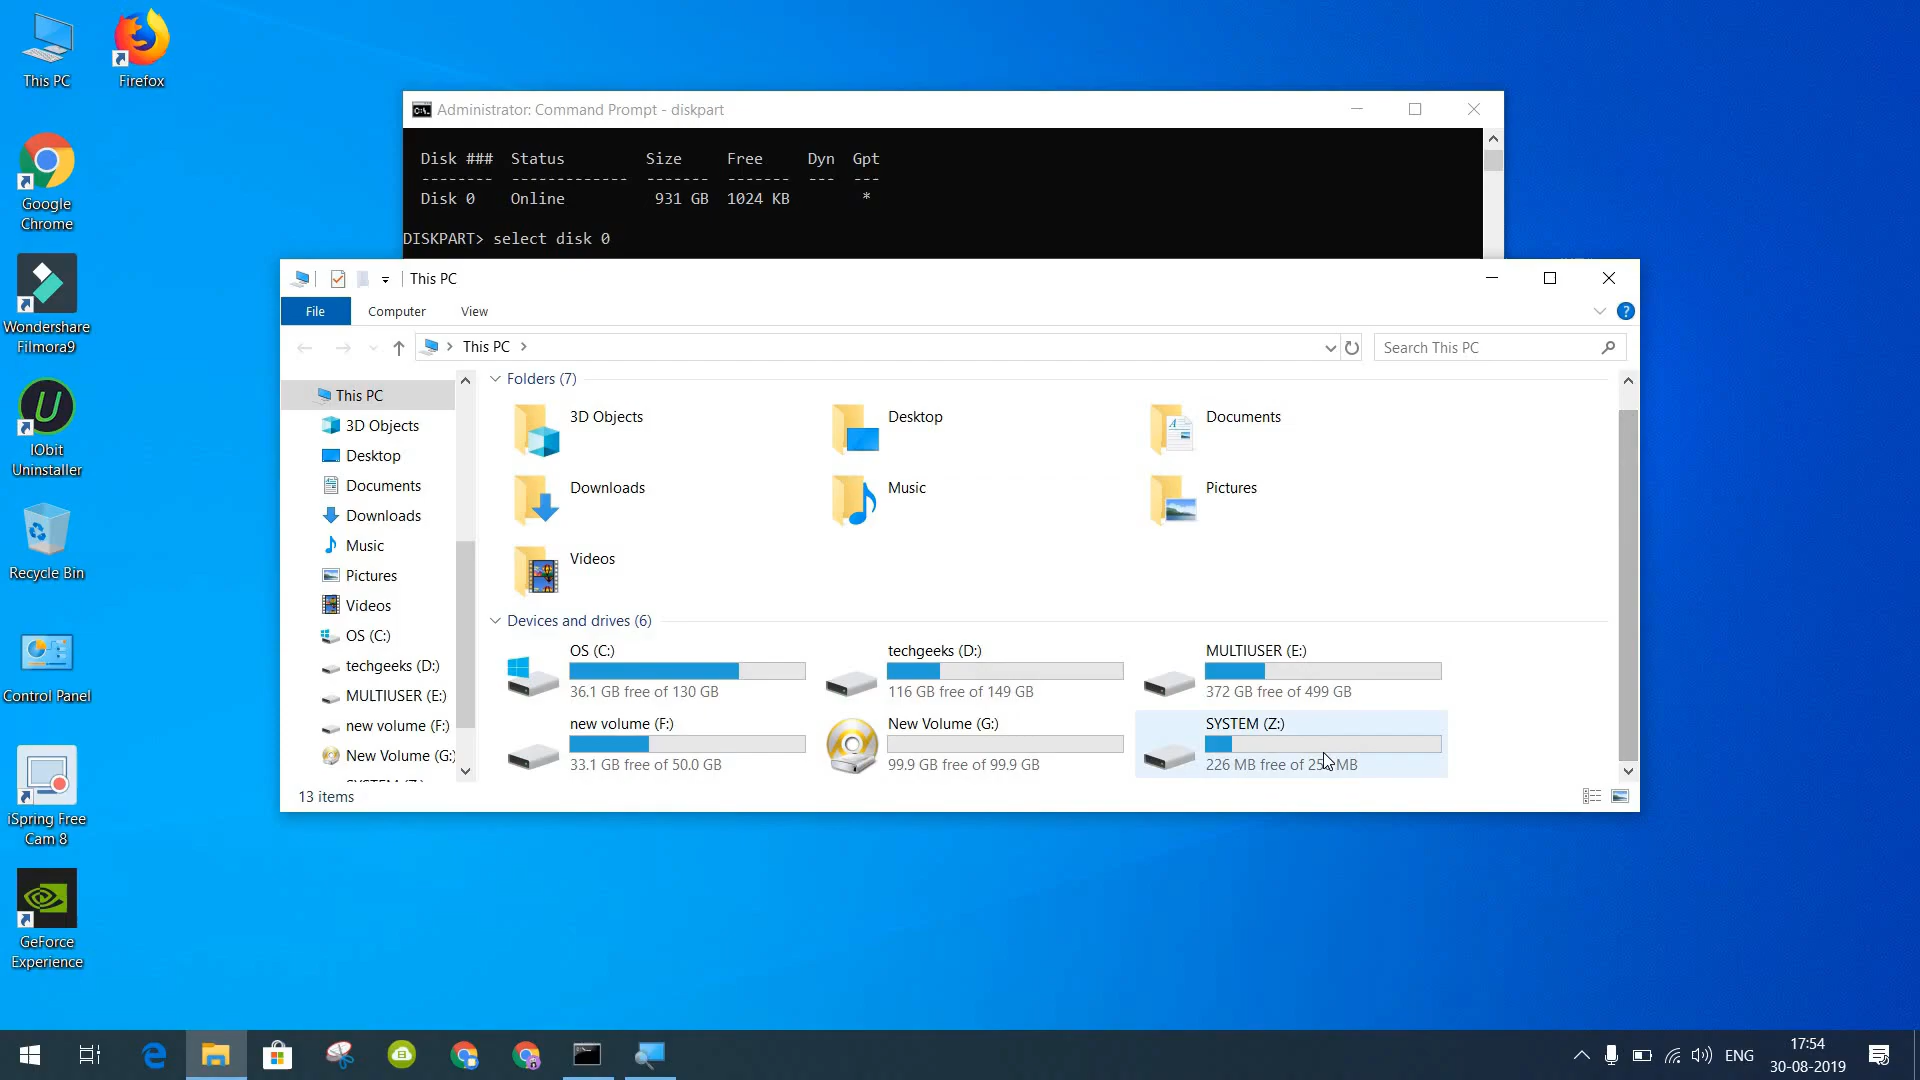 This PC
Firefox
Google
Chrome
Wondershare
Filmora9
IObit
Uninstaller
Recycle Bin
Control Panel
iSpring Free
Cam 8
GeForce
Experience
Administrator: Command Prompt - diskpart
Disk ### Status Size Free Dyn Gpt
-------- ------------- ------- ------- --- ---
Disk 0 Online 931 GB 1024 KB *
DISKPART> select disk 0
This PC
File Computer View
This PC
Search This PC
This PC
3D Objects
Desktop
Documents
Downloads
Music
Pictures
Videos
OS (C:)
techgeeks (D:)
MULTIUSER (E:)
new volume (F:)
New Volume (G:)
Folders (7)
3D Objects
Desktop
Documents
Downloads
Music
Pictures
Videos
Devices and drives (6)
OS (C:)
36.1 GB free of 130 GB
techgeeks (D:)
116 GB free of 149 GB
MULTIUSER (E:)
372 GB free of 499 GB
new volume (F:)
33.1 GB free of 50.0 GB
New Volume (G:)
99.9 GB free of 99.9 GB
SYSTEM (Z:)
226 MB free of MB
13 items
ENG
17:54
30-08-2019